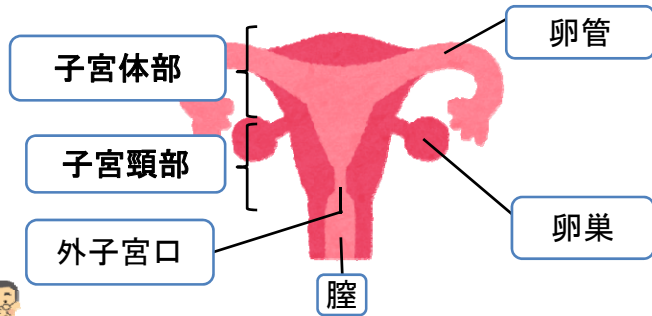 子宮体部
卵管
子宮頸部
外子宮口
卵巣
膣